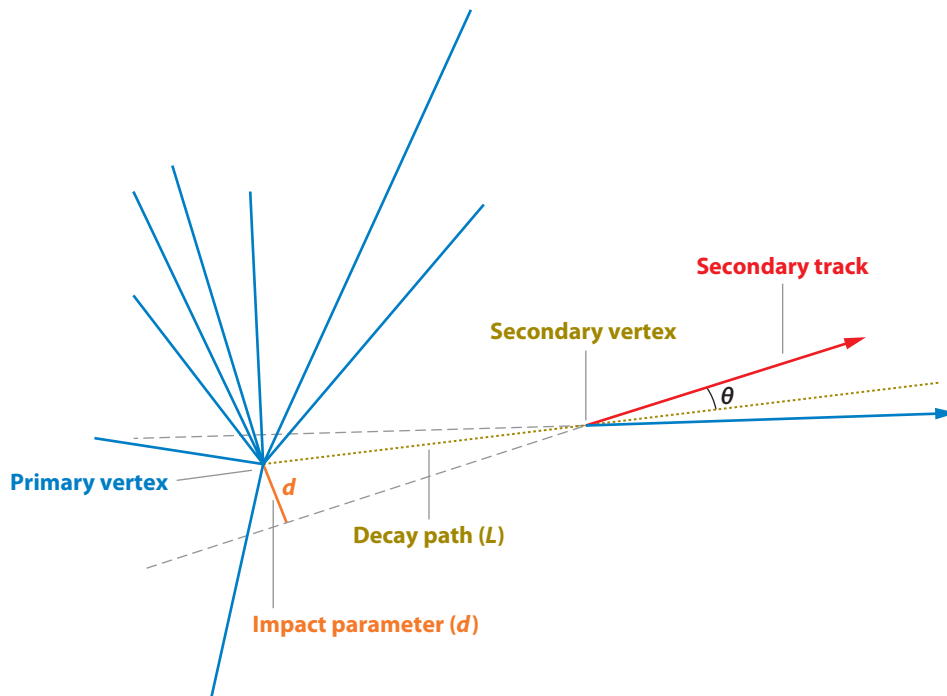 Secondary track
Secondary vertex
θ
Primary vertex
d
Decay path (L)
Impact parameter (d)